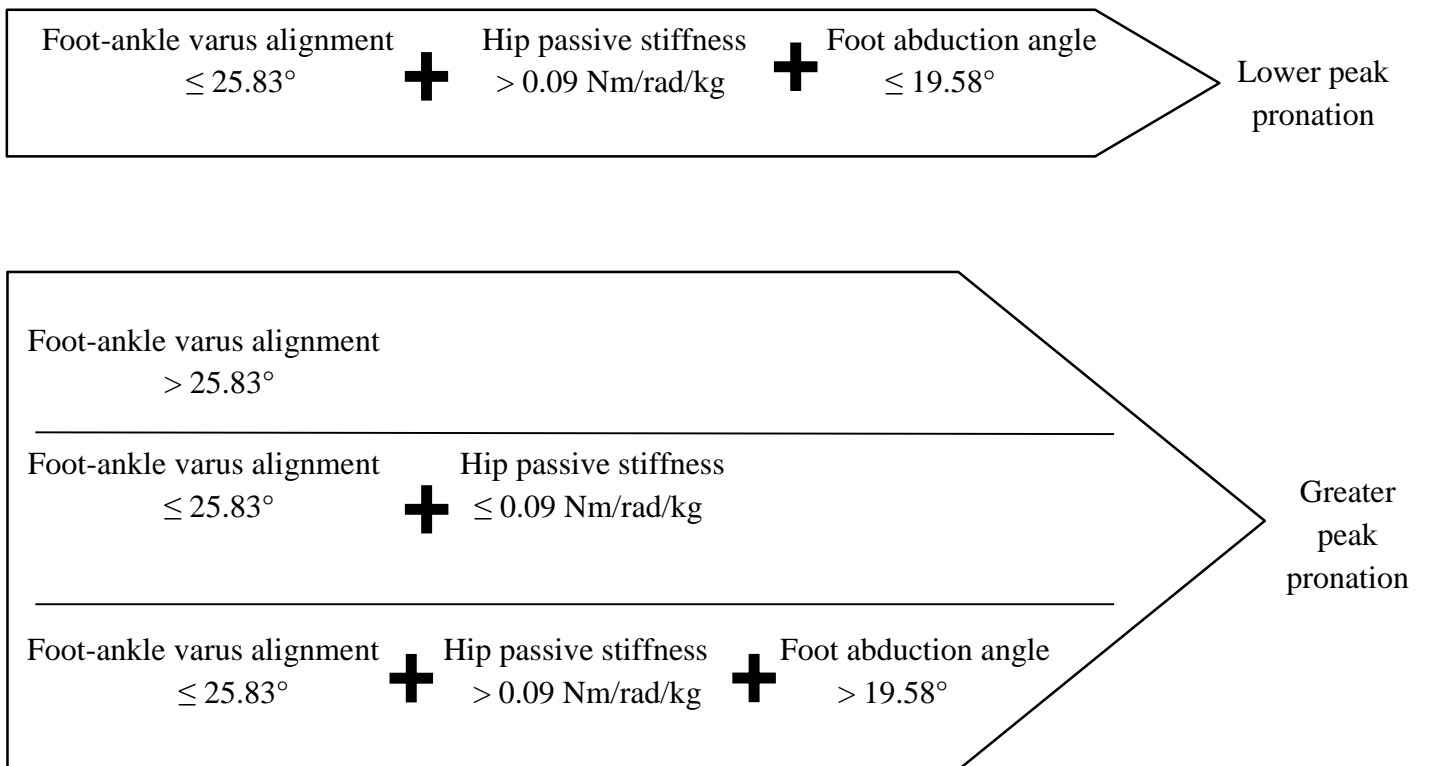 Foot-ankle varus alignment ≤ 25.83° + Hip passive stiffness > 0.09 Nm/rad/kg + Foot abduction angle ≤ 19.58°
Lower peak
pronation
Foot-ankle varus alignment
> 25.83°
Foot-ankle varus alignment ≤ 25.83° + Hip passive stiffness ≤ 0.09 Nm/rad/kg
Foot-ankle varus alignment ≤ 25.83° + Hip passive stiffness > 0.09 Nm/rad/kg + Foot abduction angle > 19.58°
Greater
peak
pronation